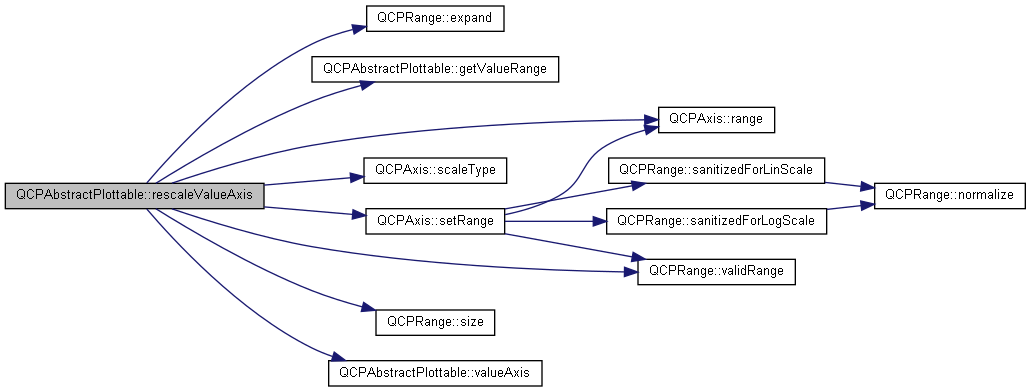 QCPRange::expand
QCPAbstractPlottable::getValueRange
QCPAxis::range
QCPAxis::scaleType
QCPRange::sanitizedForLinScale
QCPAbstractPlottable::rescaleValueAxis
QCPRange::normalize
QCPAxis::setRange
QCPRange::sanitizedForLogScale
QCPRange::validRange
QCPRange::size
QCPAbstractPlottable::valueAxis